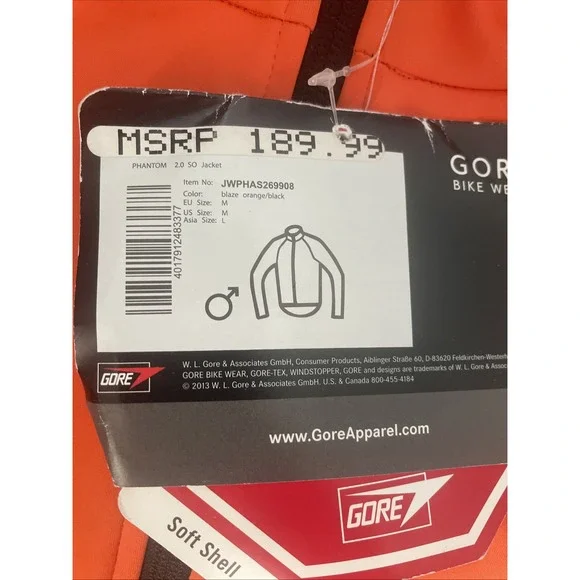 MSRP 189.99
GOR
BIKE WE
PHANTOM 2.0 SO Jacket
Item No: JWPHAS269908
Color: blaze orange/black
EU Size: M
US Size: M
Asia Size: L
4017912483377
GORE
W. L. Gore & Associates GmbH, Consumer Products, Aiblinger Straße 60, D-83620 Feldkirchen-Westerh
GORE BIKE WEAR, GORE-TEX, WINDSTOPPER, GORE and designs are trademarks of W. L. Gore & Asso
© 2013 W. L. Gore & Associates GmbH. U.S. & Canada 800-455-4184
www.GoreApparel.com
GORE
Soft Shell